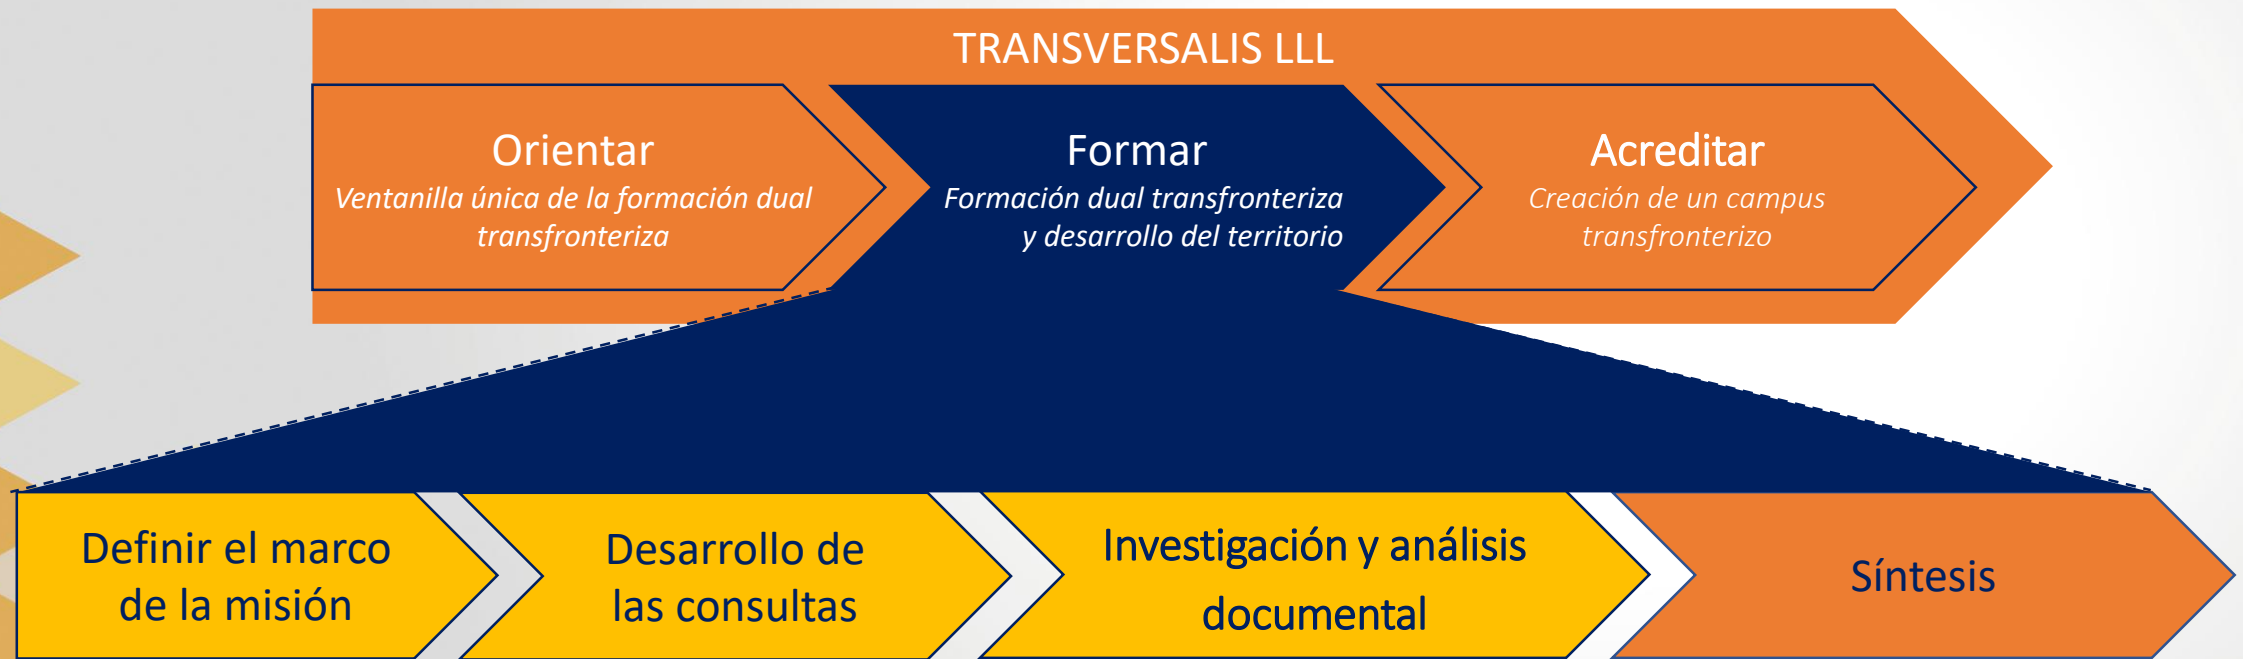 TRANSVERSALIS LLL
Orientar
Ventanilla única de la formación dual
transfronteriza
Formar
Formación dual transfronteriza
y desarrollo del territorio
Acreditar
Creación de un campus
transfronterizo
Definir el marco
de la misión
Desarrollo de
las consultas
Investigación y análisis
documental
Síntesis